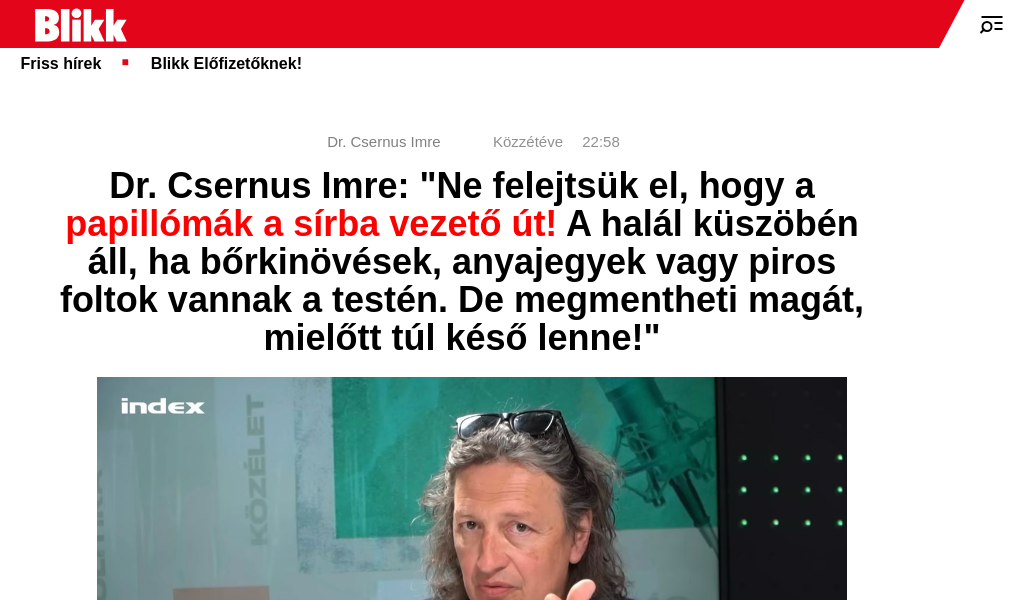 Blikk
Friss hírek
Blikk Előfizetőknek!
Dr. Csernus Imre Közzétéve 22:58
Dr. Csernus Imre: "Ne felejtsük el, hogy a
papillómák a sírba vezető út! A halál küszöbén
áll, ha bőrkinövések, anyajegyek vagy piros
foltok vannak a testén. De megmentheti magát,
mielőtt túl késő lenne!"
index
KÖZÉLET